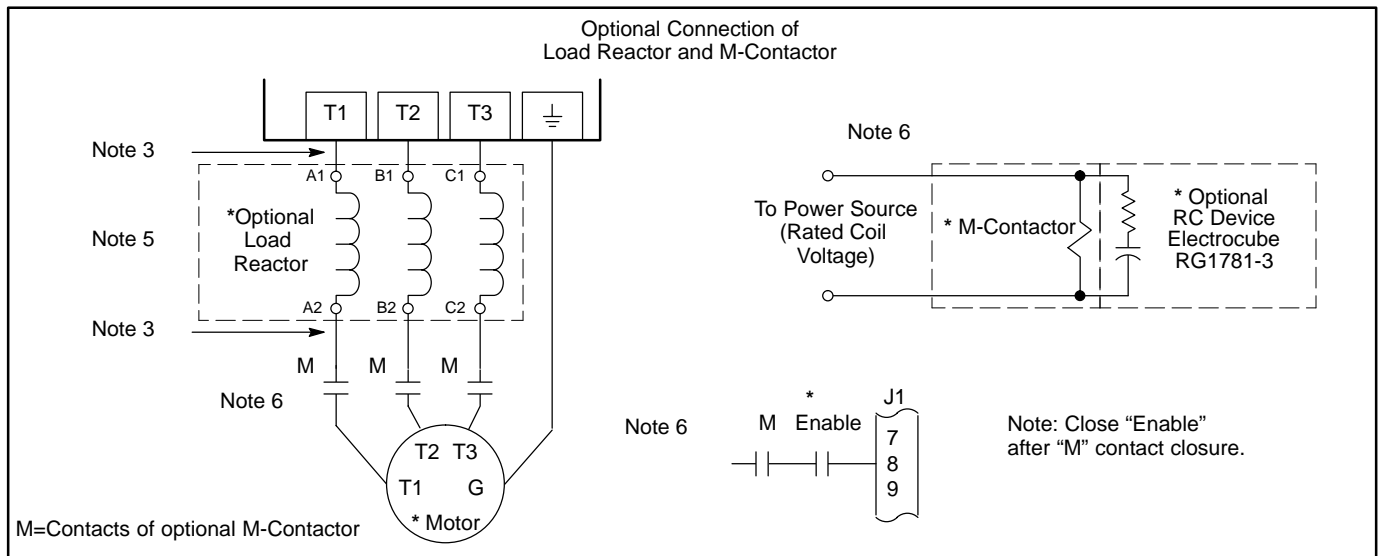 Optional Connection of
Load Reactor and M-Contactor
T1 T2 T3
Note 3
A1 B1 C1
*Optional
Load
Reactor
Note 5
A2 B2 C2
Note 3
M M M
Note 6
T2 T3
T1 G
* Motor
M=Contacts of optional M-Contactor
Note 6
To Power Source
(Rated Coil
Voltage)
* M-Contactor
* Optional
RC Device
Electrocube
RG1781-3
Note 6
*
M Enable
J1
7
8
9
Note: Close “Enable”
after “M” contact closure.